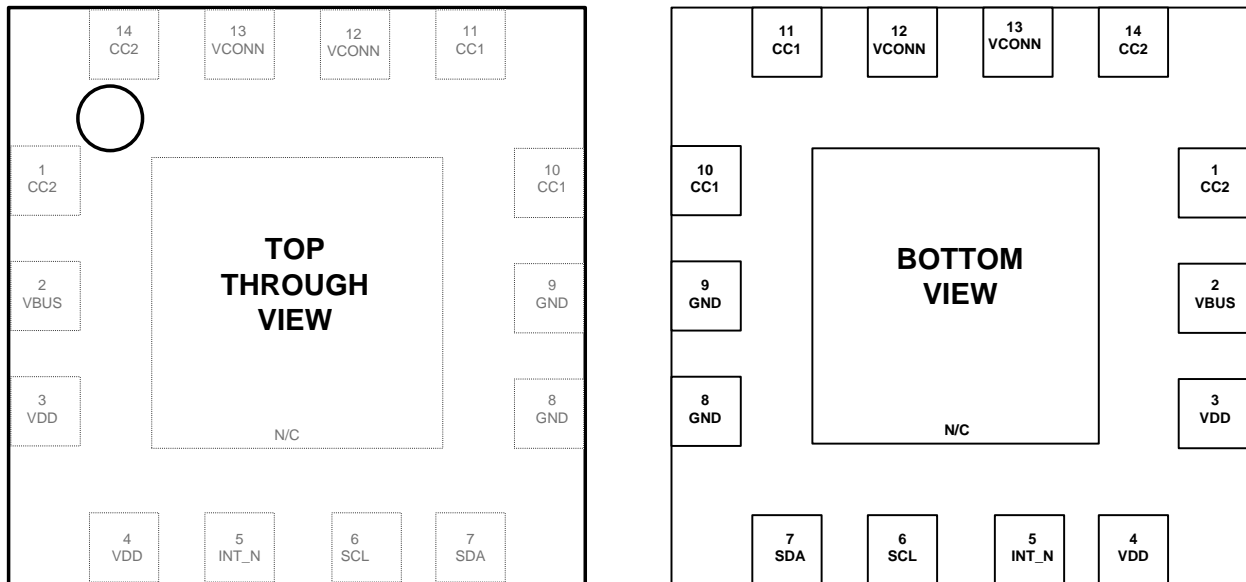 14
CC2
13
VCONN
12
VCONN
11
CC1
1
CC2
10
CC1
TOP
THROUGH
VIEW
2
VBUS
9
GND
3
VDD
8
GND
N/C
4
VDD
5
INT_N
6
SCL
7
SDA
11
CC1
12
VCONN
13
VCONN
14
CC2
10
CC1
1
CC2
BOTTOM
VIEW
9
GND
2
VBUS
8
GND
3
VDD
N/C
7
SDA
6
SCL
5
INT_N
4
VDD